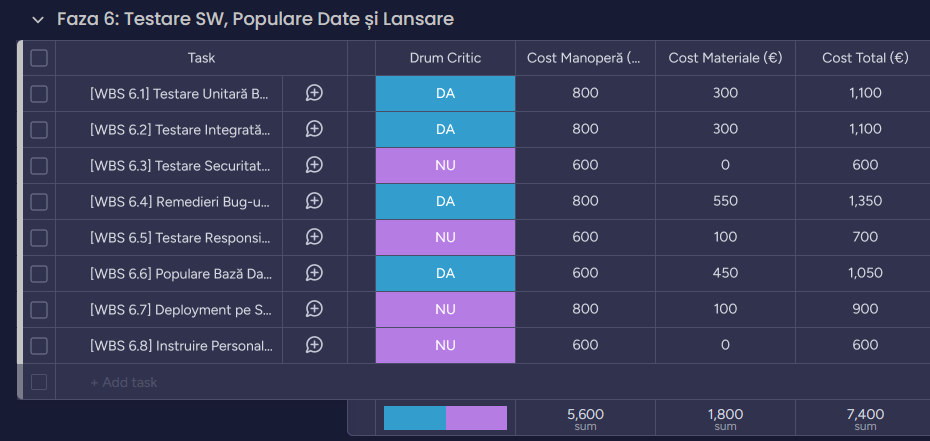 Faza 6: Testare SW, Populare Date și Lansare
Task Drum Critic Cost Manoperă (... Cost Materiale (€) Cost Total (€)
[WBS 6.1] Testare Unitară B... DA 800 300 1,100
[WBS 6.2] Testare Integrată... DA 800 300 1,100
[WBS 6.3] Testare Securitat... NU 600 0 600
[WBS 6.4] Remedieri Bug-u... DA 800 550 1,350
[WBS 6.5] Testare Responsi... NU 600 100 700
[WBS 6.6] Populare Bază Da... DA 600 450 1,050
[WBS 6.7] Deployment pe S... NU 800 100 900
[WBS 6.8] Instruire Personal... NU 600 0 600
+ Add task
5,600 1,800 7,400
sum sum sum